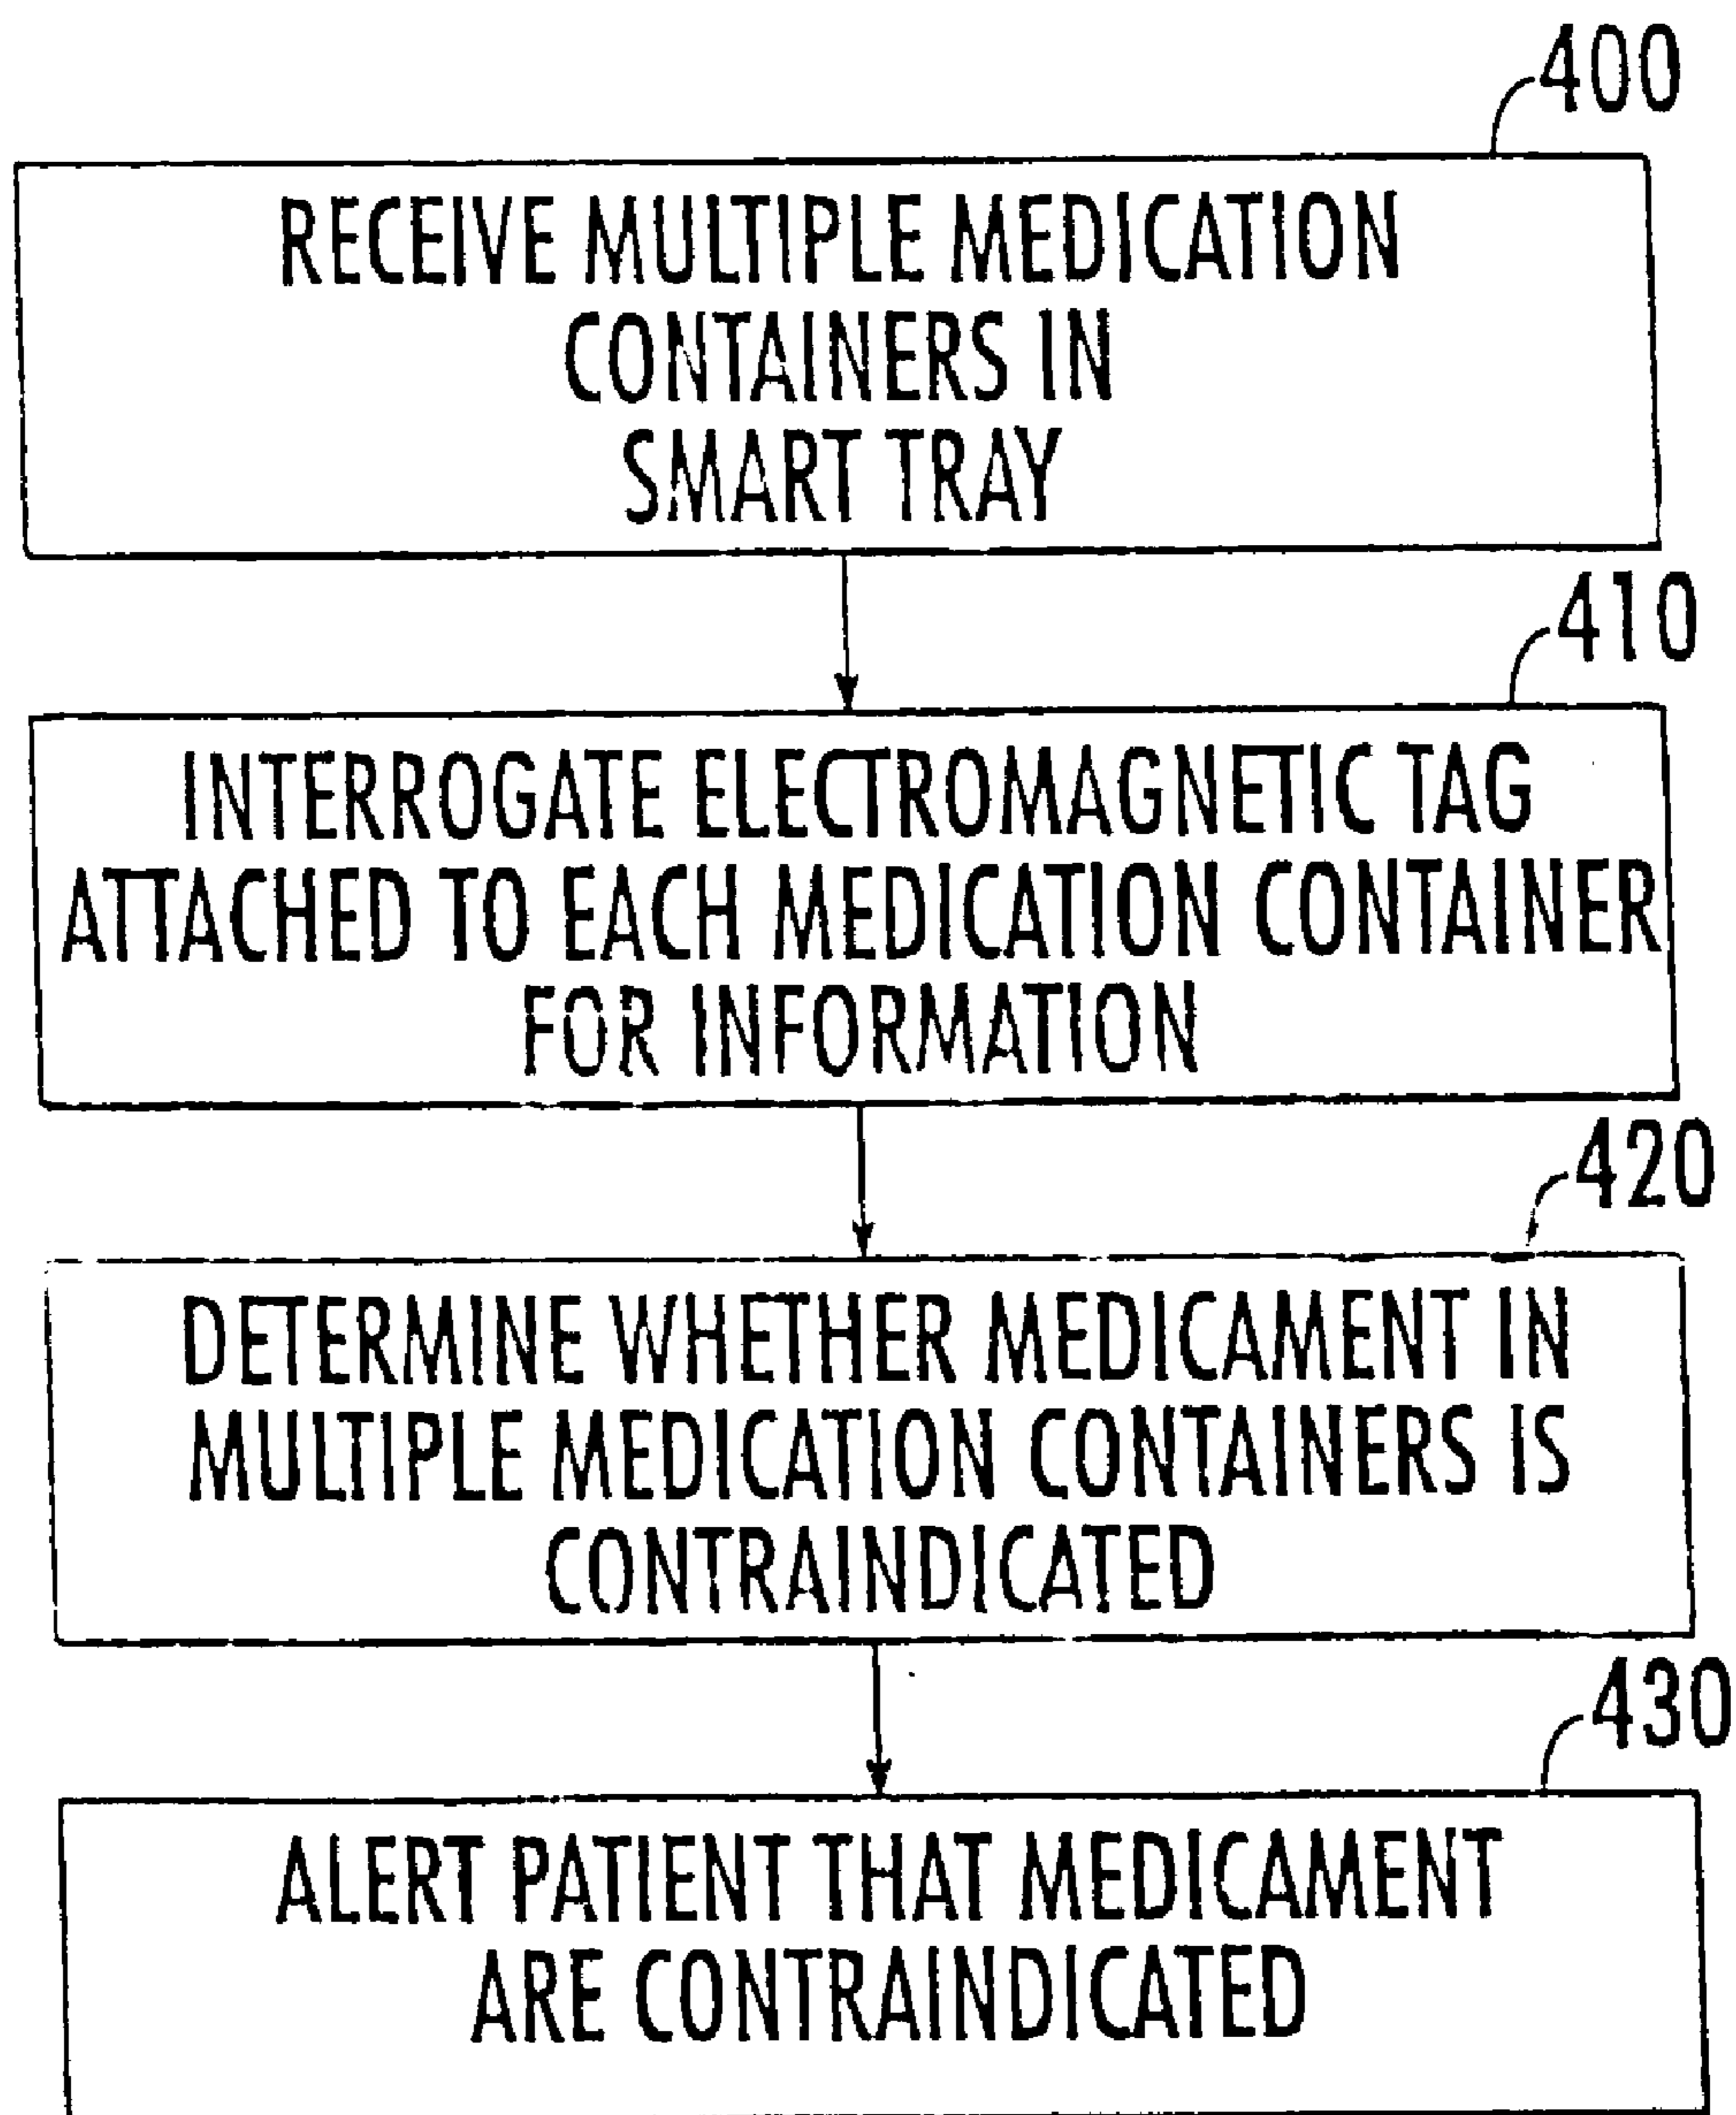 400
RECEIVE MULTIPLE MEDICATION
CONTAINERS IN
SMART TRAY
410
INTERROGATE ELECTROMAGNETIC TAG
ATTACHED TO EACH MEDICATION CONTAINER
FOR INFORMATION
420
DETERMINE WHETHER MEDICAMENT IN
MULTIPLE MEDICATION CONTAINERS IS
CONTRAINDICATED
430
ALERT PATIENT THAT MEDICAMENT
ARE CONTRAINDICATED